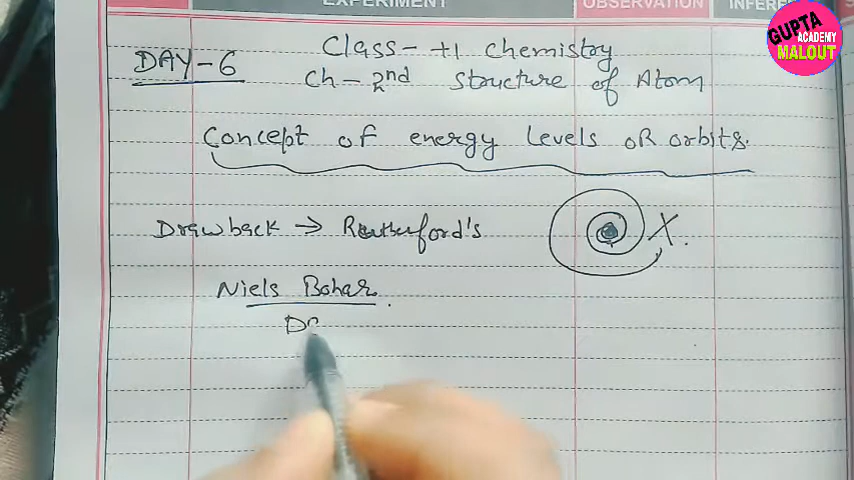 EXPERIMENT
OBSERVATION
GUPTA
ACADEMY
MALOUT
DAY-6
Class- +1 Chemistry
Ch- 2nd Structure of Atom
Concept of energy levels OR orbits.
Drawback → Rutherford's
X.
Niels Bohar.